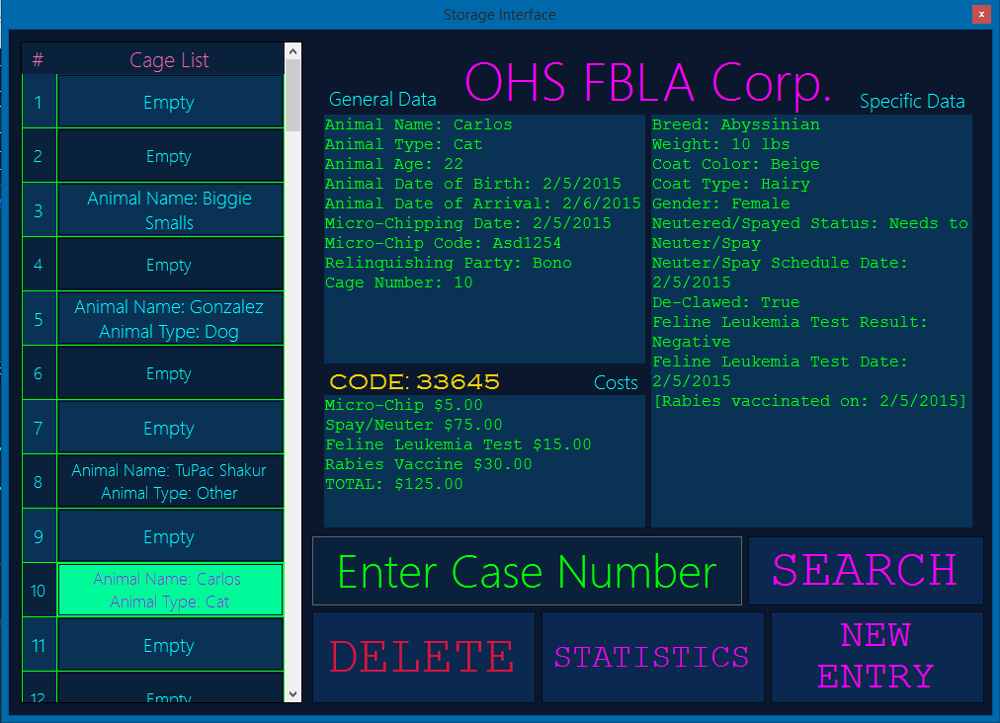 Storage Interface
x
# Cage List
1 Empty
2 Empty
3 Animal Name: Biggie
Smalls
4 Empty
5 Animal Name: Gonzalez
Animal Type: Dog
6 Empty
7 Empty
8 Animal Name: TuPac Shakur
Animal Type: Other
9 Empty
10 Animal Name: Carlos
Animal Type: Cat
11 Empty
12 Empty
OHS FBLA Corp.
General Data
Animal Name: Carlos
Animal Type: Cat
Animal Age: 22
Animal Date of Birth: 2/5/2015
Animal Date of Arrival: 2/6/2015
Micro-Chipping Date: 2/5/2015
Micro-Chip Code: Asd1254
Relinquishing Party: Bono
Cage Number: 10
CODE: 33645
Costs
Micro-Chip $5.00
Spay/Neuter $75.00
Feline Leukemia Test $15.00
Rabies Vaccine $30.00
TOTAL: $125.00
Specific Data
Breed: Abyssinian
Weight: 10 lbs
Coat Color: Beige
Coat Type: Hairy
Gender: Female
Neutered/Spayed Status: Needs to
Neuter/Spay
Neuter/Spay Schedule Date:
2/5/2015
De-Clawed: True
Feline Leukemia Test Result:
Negative
Feline Leukemia Test Date:
2/5/2015
[Rabies vaccinated on: 2/5/2015]
Enter Case Number
SEARCH
DELETE
STATISTICS
NEW
ENTRY